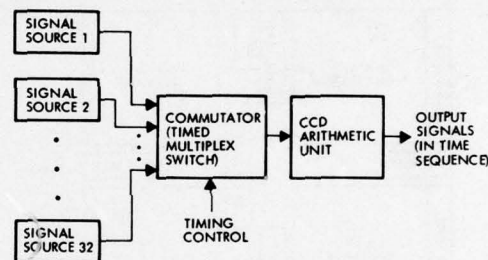 SIGNAL
SOURCE 1
SIGNAL
SOURCE 2
COMMUTATOR
(TIMED
MULTIPLEX
SWITCH)
CCD
ARITHMETIC
UNIT
OUTPUT
SIGNALS
(IN TIME
SEQUENCE)
SIGNAL
SOURCE 32
TIMING
CONTROL